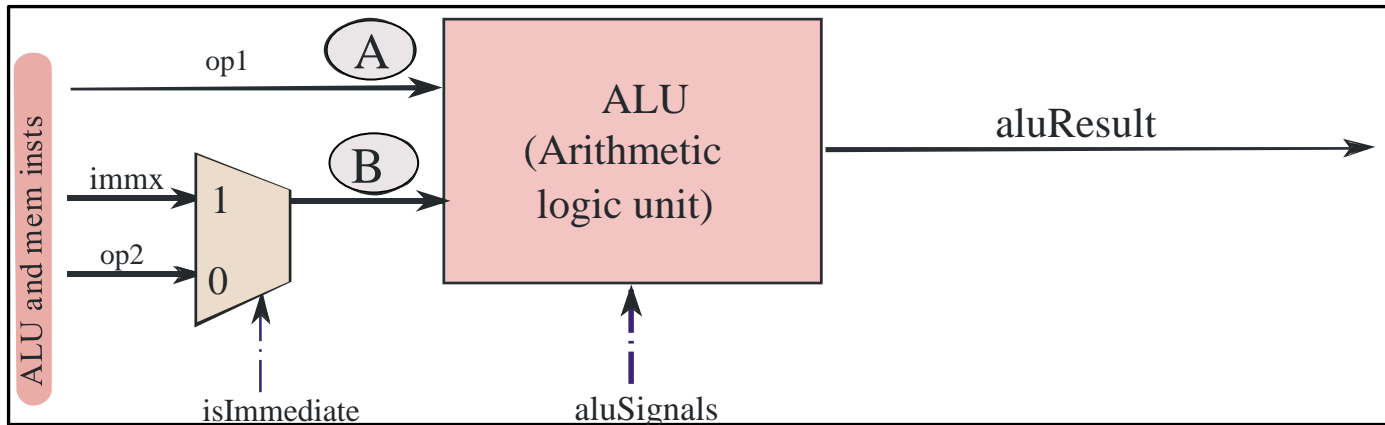 ALU and mem insts
op1
A
immx
1
B
op2
0
isImmediate
ALU
(Arithmetic
logic unit)
aluSignals
aluResult